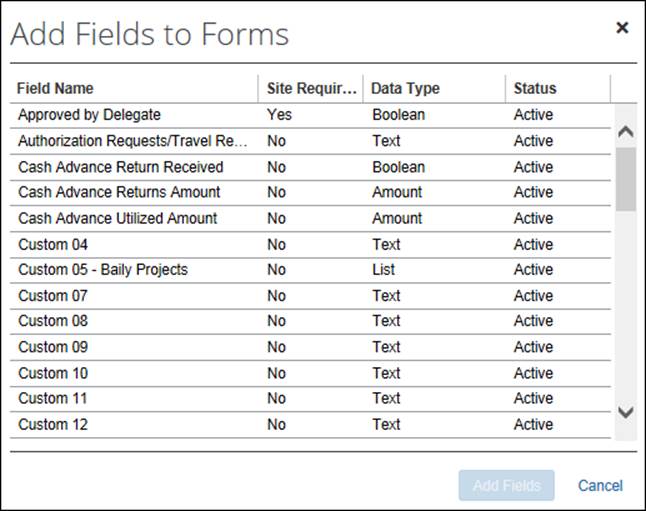 Add Fields to Forms ×
Field Name Site Requir... Data Type Status
Approved by Delegate Yes Boolean Active
Authorization Requests/Travel Re... No Text Active
Cash Advance Return Received No Boolean Active
Cash Advance Returns Amount No Amount Active
Cash Advance Utilized Amount No Amount Active
Custom 04 No Text Active
Custom 05 - Baily Projects No List Active
Custom 07 No Text Active
Custom 08 No Text Active
Custom 09 No Text Active
Custom 10 No Text Active
Custom 11 No Text Active
Custom 12 No Text Active
Add Fields Cancel